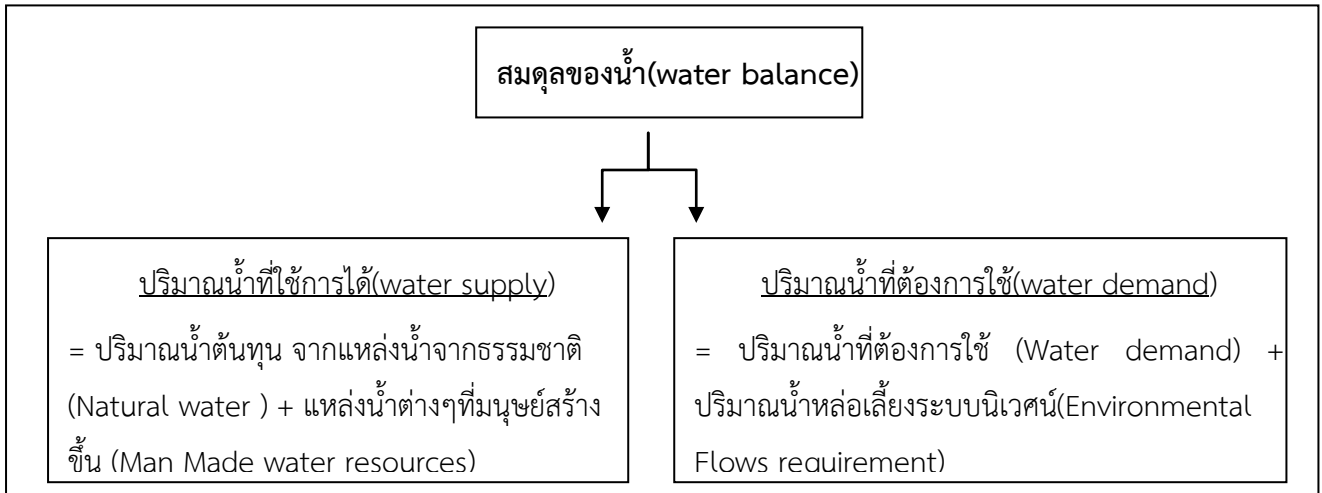 สมดุลของน้ำ(water balance)
ปริมาณน้ำที่ใช้การได้(water supply)
= ปริมาณน้ำต้นทุน จากแหล่งน้ำจากธรรมชาติ
(Natural water ) + แหล่งน้ำต่างๆที่มนุษย์สร้าง
ขึ้น (Man Made water resources)
ปริมาณน้ำที่ต้องการใช้(water demand)
= ปริมาณน้ำที่ต้องการใช้ (Water demand) +
ปริมาณน้ำหล่อเลี้ยงระบบนิเวศน์(Environmental
Flows requirement)